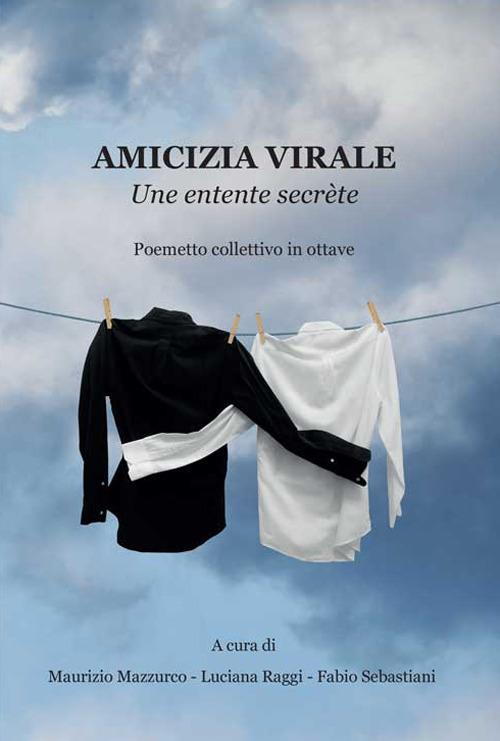 AMICIZIA VIRALE
Une entente secrète
Poemetto collettivo in ottave
A cura di
Maurizio Mazzurco - Luciana Raggi - Fabio Sebastiani